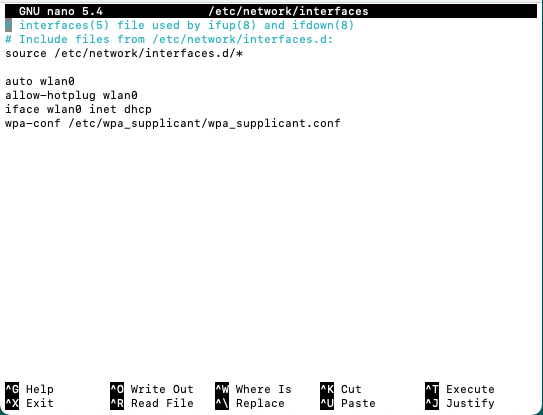 GNU nano 5.4 /etc/network/interfaces
interfaces(5) file used by ifup(8) and ifdown(8)
# Include files from /etc/network/interfaces.d:
source /etc/network/interfaces.d/*
auto wlan0
allow-hotplug wlan0
iface wlan0 inet dhcp
wpa-conf /etc/wpa_supplicant/wpa_supplicant.conf
^G Help ^O Write Out ^W Where Is ^K Cut ^T Execute
^X Exit ^R Read File ^\ Replace ^U Paste ^J Justify